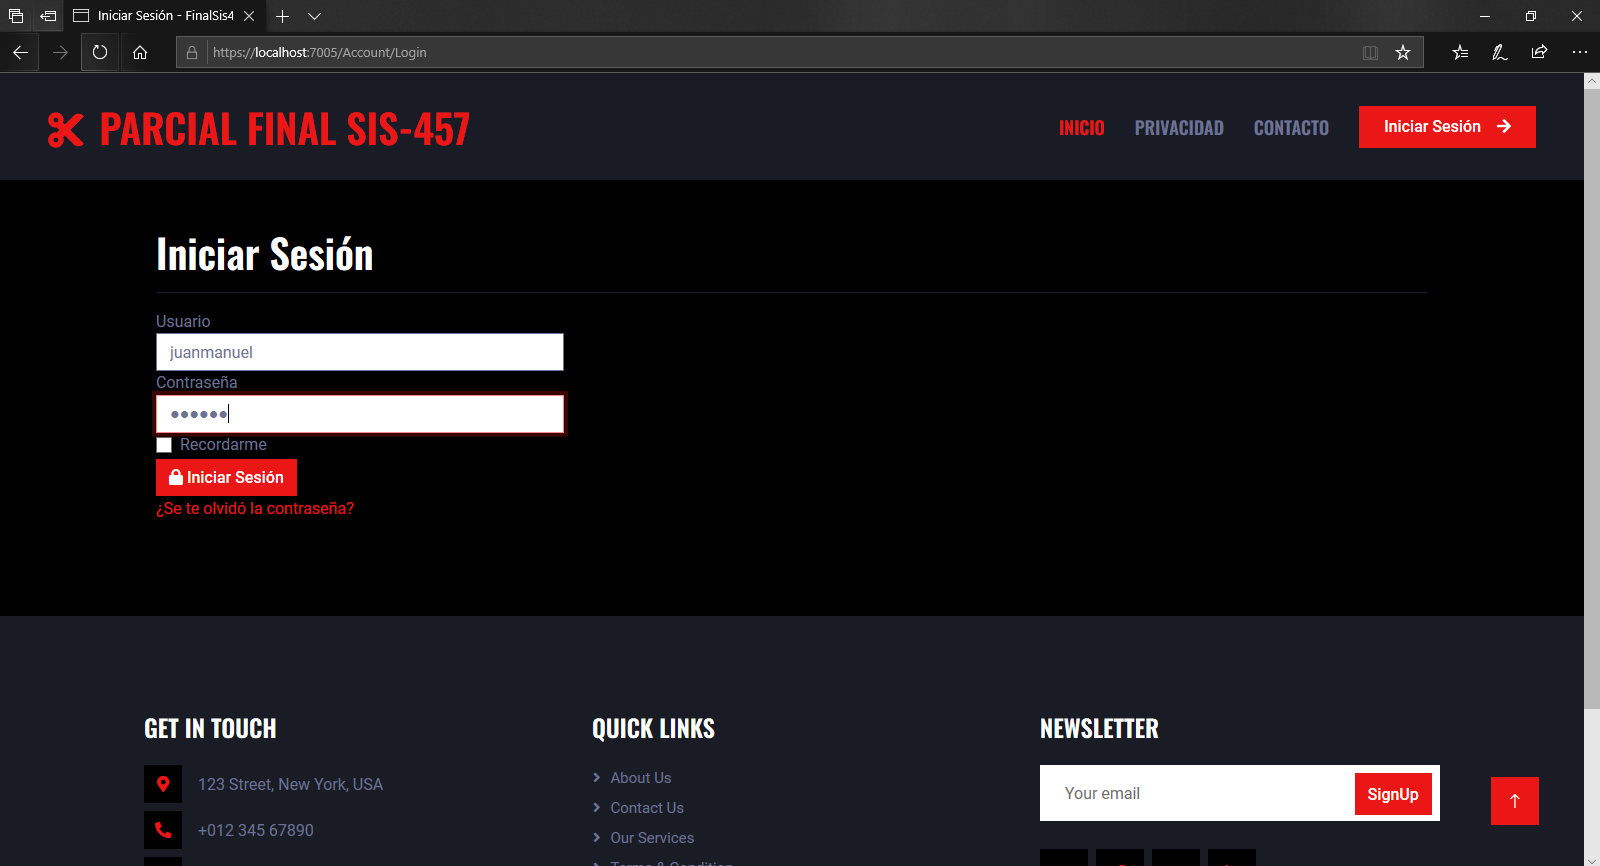 Iniciar Sesión - FinalSis4
https://localhost:7005/Account/Login
PARCIAL FINAL SIS-457
INICIO PRIVACIDAD CONTACTO Iniciar Sesión
Iniciar Sesión
Usuario
juanmanuel
Contraseña
••••••
Recordarme
Iniciar Sesión
¿Se te olvidó la contraseña?
GET IN TOUCH
123 Street, New York, USA
+012 345 67890
QUICK LINKS
About Us
Contact Us
Our Services
Terms & Condition
NEWSLETTER
Your email SignUp